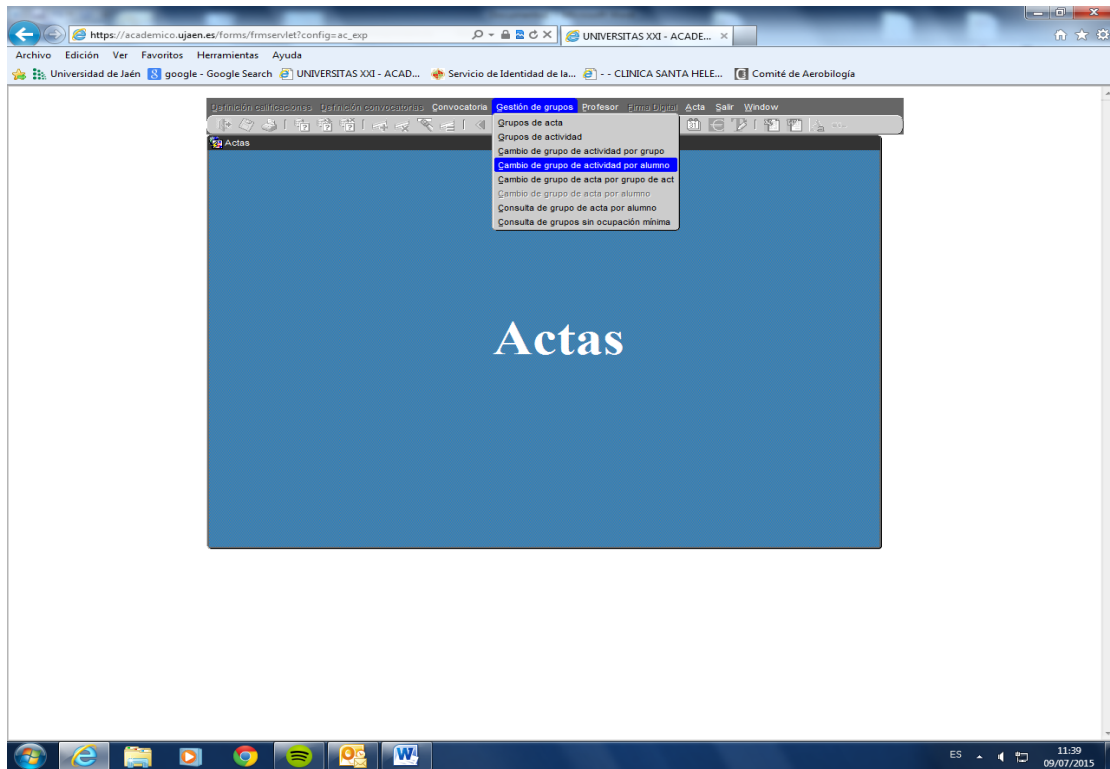 https://academico.ujaen.es/forms/frmservlet?config=ac_exp
UNIVERSITAS XXI - ACADE...
Archivo Edición Ver Favoritos Herramientas Ayuda
Universidad de Jaén google - Google Search UNIVERSITAS XXI - ACAD... Servicio de Identidad de la... - - CLINICA SANTA HELE... Comité de Aerobilogía
Definición calificaciones Definición convocatorias Convocatoria Gestión de grupos Profesor Firma Digital Acta Salir Window
Actas
Grupos de acta
Grupos de actividad
Cambio de grupo de actividad por grupo
Cambio de grupo de actividad por alumno
Cambio de grupo de acta por grupo de act
Cambio de grupo de acta por alumno
Consulta de grupo de acta por alumno
Consulta de grupos sin ocupación mínima
Actas
ES
11:39
09/07/2015